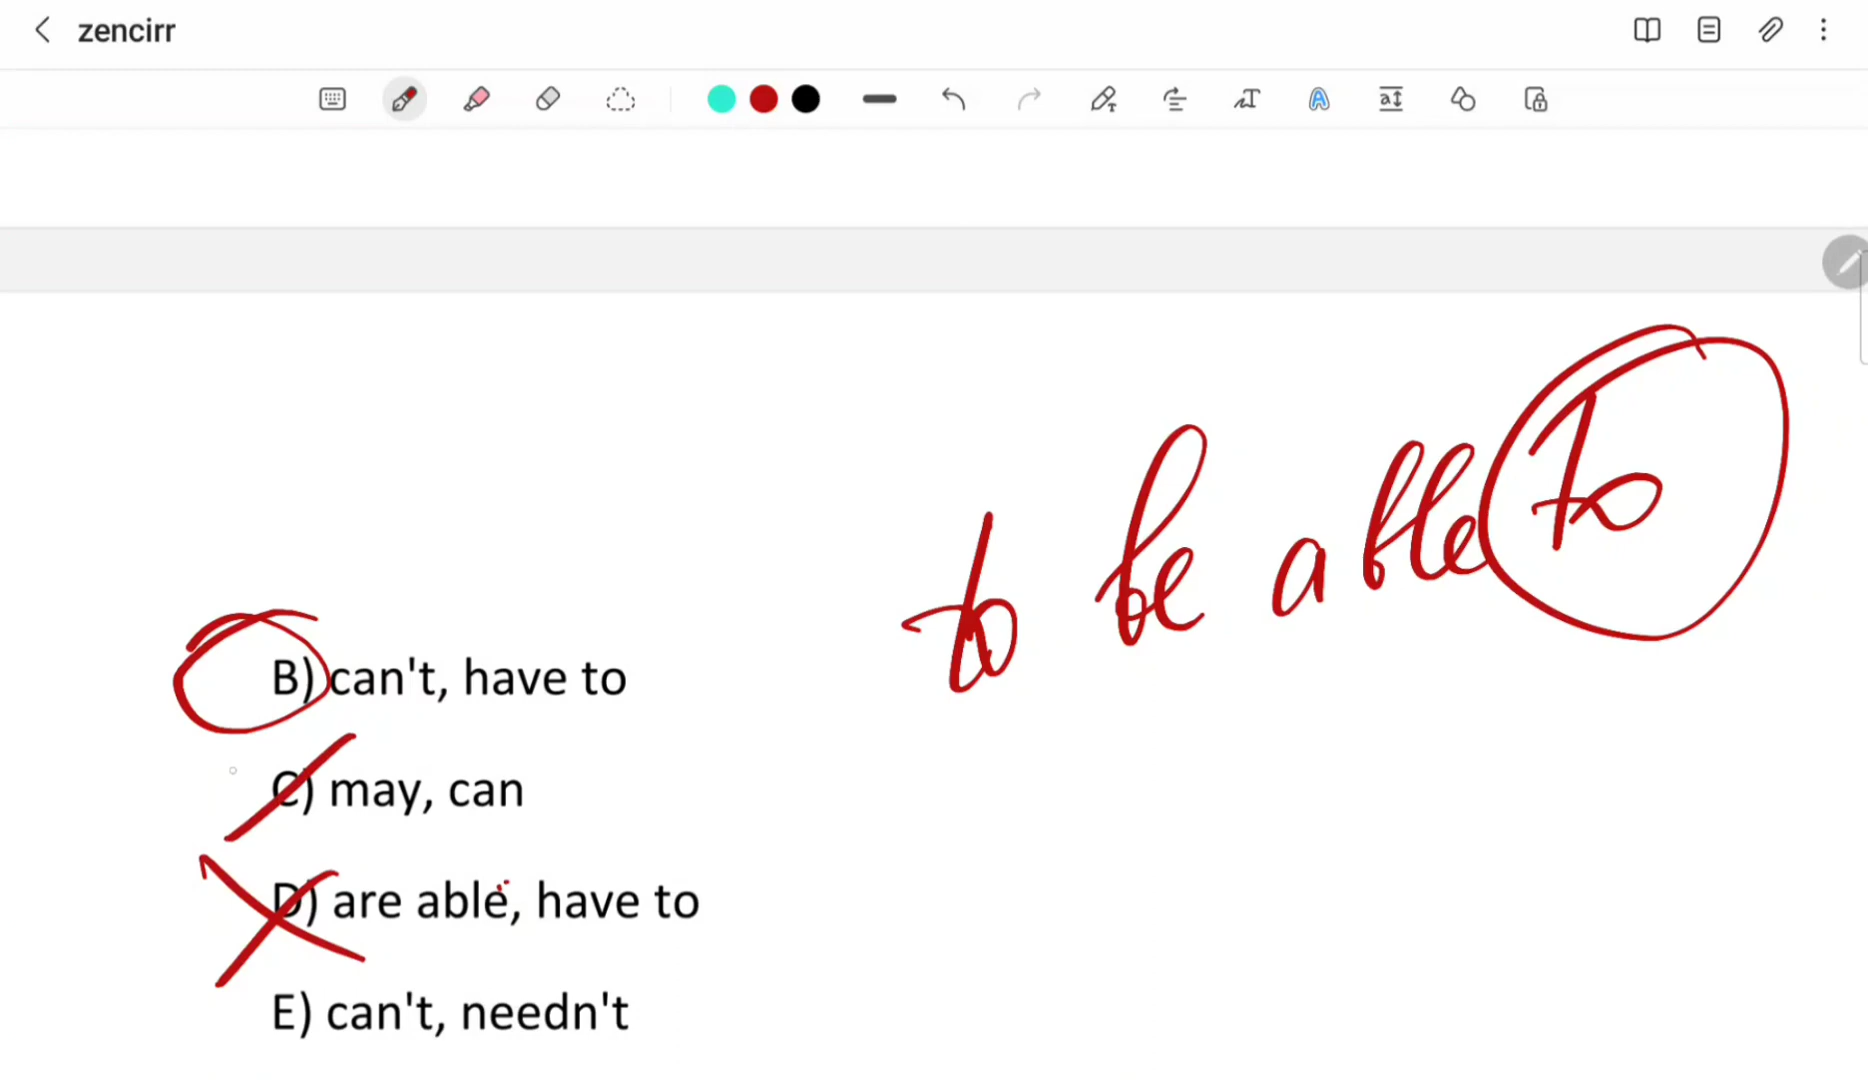 zencirr
to be able to
B) can't, have to
C) may, can
D) are able, have to
E) can't, needn't